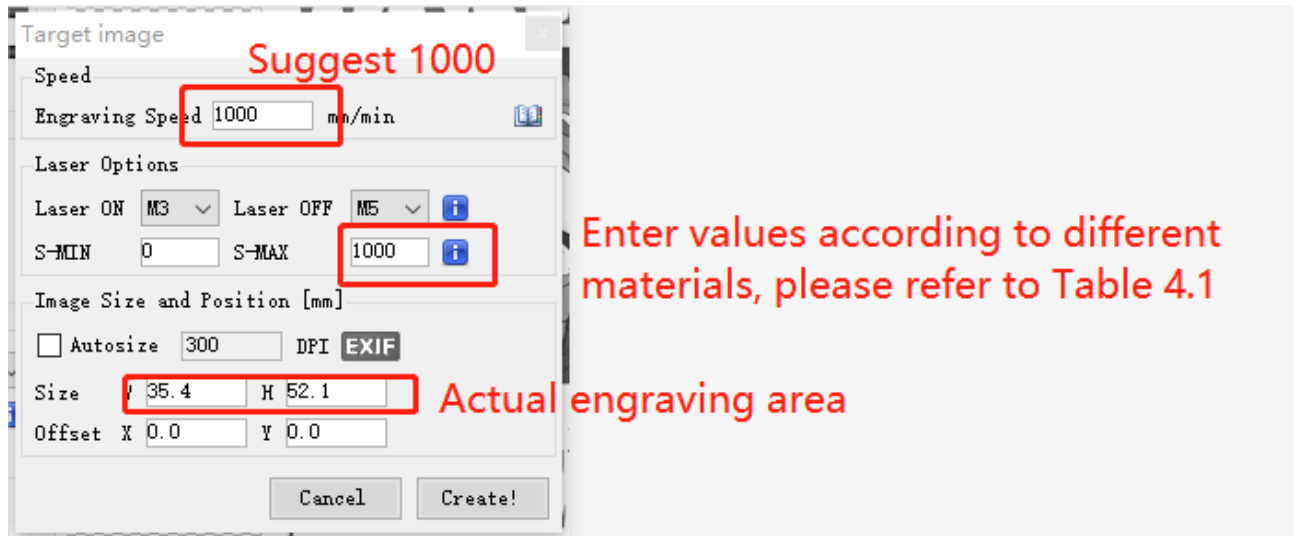 Target image
x
Suggest 1000
Speed
Engraving Speed 1000 mm/min
Laser Options
Laser ON M3 Laser OFF M5
S-MIN 0 S-MAX 1000
Enter values according to different
materials, please refer to Table 4.1
Image Size and Position [mm]
Autosize 300 DPI EXIF
Size 35.4 H 52.1
Actual engraving area
Offset X 0.0 Y 0.0
Cancel Create!